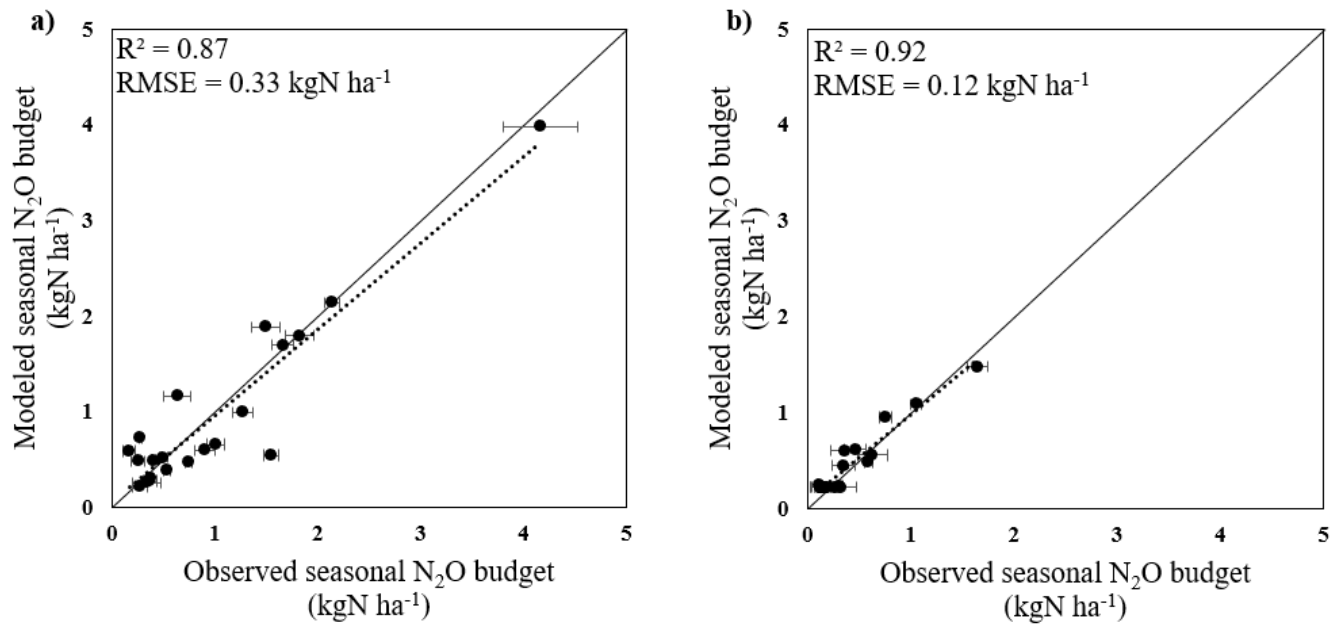 a)
R² = 0.87
RMSE = 0.33 kgN ha⁻¹
5
4
3
2
1
0
0 1 2 3 4 5
Modeled seasonal N₂O budget
(kgN ha⁻¹)
Observed seasonal N₂O budget
(kgN ha⁻¹)
b)
R² = 0.92
RMSE = 0.12 kgN ha⁻¹
5
4
3
2
1
0
0 1 2 3 4 5
Modeled seasonal N₂O budget
(kgN ha⁻¹)
Observed seasonal N₂O budget
(kgN ha⁻¹)